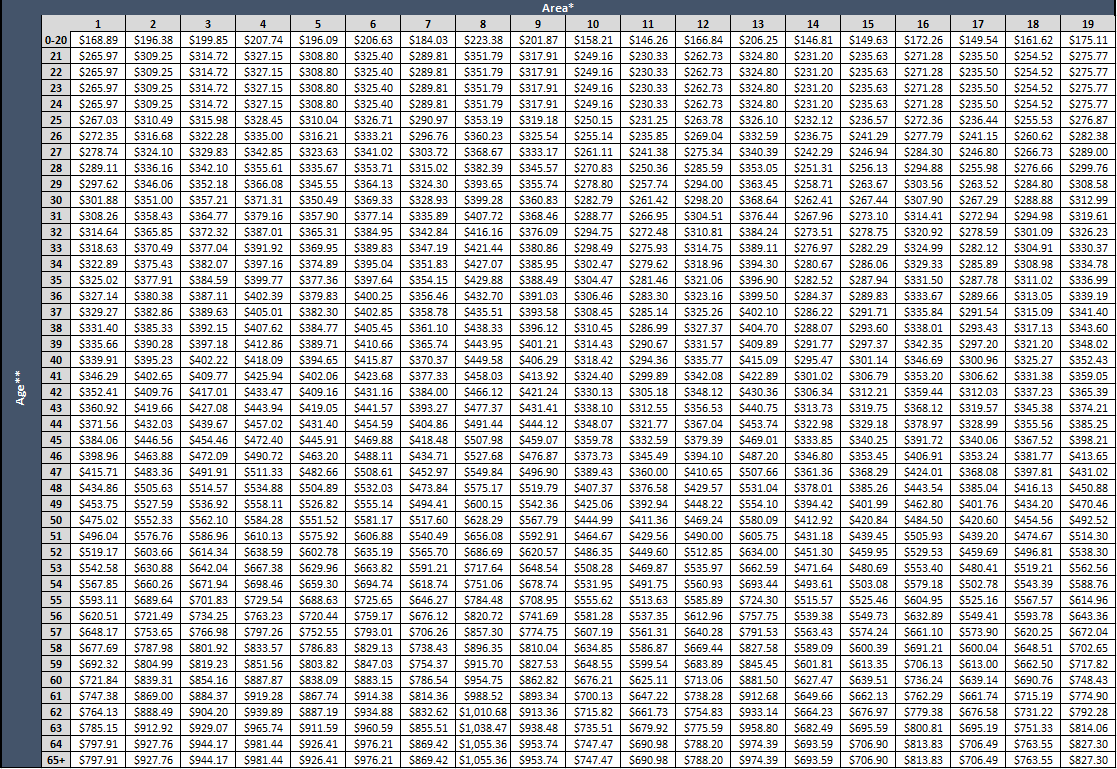 Area*
1 2 3 4 5 6 7 8 9 10 11 12 13 14 15 16 17 18 19
0-20 $168.89 $196.38 $199.85 $207.74 $196.09 $206.63 $184.03 $223.38 $201.87 $158.21 $146.26 $166.84 $206.25 $146.81 $149.63 $172.26 $149.54 $161.62 $175.11
21 $265.97 $309.25 $314.72 $327.15 $308.80 $325.40 $289.81 $351.79 $317.91 $249.16 $230.33 $262.73 $324.80 $231.20 $235.63 $271.28 $235.50 $254.52 $275.77
22 $265.97 $309.25 $314.72 $327.15 $308.80 $325.40 $289.81 $351.79 $317.91 $249.16 $230.33 $262.73 $324.80 $231.20 $235.63 $271.28 $235.50 $254.52 $275.77
23 $265.97 $309.25 $314.72 $327.15 $308.80 $325.40 $289.81 $351.79 $317.91 $249.16 $230.33 $262.73 $324.80 $231.20 $235.63 $271.28 $235.50 $254.52 $275.77
24 $265.97 $309.25 $314.72 $327.15 $308.80 $325.40 $289.81 $351.79 $317.91 $249.16 $230.33 $262.73 $324.80 $231.20 $235.63 $271.28 $235.50 $254.52 $275.77
25 $267.03 $310.49 $315.98 $328.45 $310.04 $326.71 $290.97 $353.19 $319.18 $250.15 $231.25 $263.78 $326.10 $232.12 $236.57 $272.36 $236.44 $255.53 $276.87
26 $272.35 $316.68 $322.28 $335.00 $316.21 $333.21 $296.76 $360.23 $325.54 $255.14 $235.85 $269.04 $332.59 $236.75 $241.29 $277.79 $241.15 $260.62 $282.38
27 $278.74 $324.10 $329.83 $342.85 $323.63 $341.02 $303.72 $368.67 $333.17 $261.11 $241.38 $275.34 $340.39 $242.29 $246.94 $284.30 $246.80 $266.73 $289.00
28 $289.11 $336.16 $342.10 $355.61 $335.67 $353.71 $315.02 $382.39 $345.57 $270.83 $250.36 $285.59 $353.05 $251.31 $256.13 $294.88 $255.98 $276.66 $299.76
29 $297.62 $346.06 $352.18 $366.08 $345.55 $364.13 $324.30 $393.65 $355.74 $278.80 $257.74 $294.00 $363.45 $258.71 $263.67 $303.56 $263.52 $284.80 $308.58
30 $301.88 $351.00 $357.21 $371.31 $350.49 $369.33 $328.93 $399.28 $360.83 $282.79 $261.42 $298.20 $368.64 $262.41 $267.44 $307.90 $267.29 $288.88 $312.99
31 $308.26 $358.43 $364.77 $379.16 $357.90 $377.14 $335.89 $407.72 $368.46 $288.77 $266.95 $304.51 $376.44 $267.96 $273.10 $314.41 $272.94 $294.98 $319.61
32 $314.64 $365.85 $372.32 $387.01 $365.31 $384.95 $342.84 $416.16 $376.09 $294.75 $272.48 $310.81 $384.24 $273.51 $278.75 $320.92 $278.59 $301.09 $326.23
33 $318.63 $370.49 $377.04 $391.92 $369.95 $389.83 $347.19 $421.44 $380.86 $298.49 $275.93 $314.75 $389.11 $276.97 $282.29 $324.99 $282.12 $304.91 $330.37
34 $322.89 $375.43 $382.07 $397.16 $374.89 $395.04 $351.83 $427.07 $385.95 $302.47 $279.62 $318.96 $394.30 $280.67 $286.06 $329.33 $285.89 $308.98 $334.78
35 $325.02 $377.91 $384.59 $399.77 $377.36 $397.64 $354.15 $429.88 $388.49 $304.47 $281.46 $321.06 $396.90 $282.52 $287.94 $331.50 $287.78 $311.02 $336.99
36 $327.14 $380.38 $387.11 $402.39 $379.83 $400.25 $356.46 $432.70 $391.03 $306.46 $283.30 $323.16 $399.50 $284.37 $289.83 $333.67 $289.66 $313.05 $339.19
37 $329.27 $382.86 $389.63 $405.01 $382.30 $402.85 $358.78 $435.51 $393.58 $308.45 $285.14 $325.26 $402.10 $286.22 $291.71 $335.84 $291.54 $315.09 $341.40
38 $331.40 $385.33 $392.15 $407.62 $384.77 $405.45 $361.10 $438.33 $396.12 $310.45 $286.99 $327.37 $404.70 $288.07 $293.60 $338.01 $293.43 $317.13 $343.60
39 $335.66 $390.28 $397.18 $412.86 $389.71 $410.66 $365.74 $443.95 $401.21 $314.43 $290.67 $331.57 $409.89 $291.77 $297.37 $342.35 $297.20 $321.20 $348.02
40 $339.91 $395.23 $402.22 $418.09 $394.65 $415.87 $370.37 $449.58 $406.29 $318.42 $294.36 $335.77 $415.09 $295.47 $301.14 $346.69 $300.96 $325.27 $352.43
41 $346.29 $402.65 $409.77 $425.94 $402.06 $423.68 $377.33 $458.03 $413.92 $324.40 $299.89 $342.08 $422.89 $301.02 $306.79 $353.20 $306.62 $331.38 $359.05
42 $352.41 $409.76 $417.01 $433.47 $409.16 $431.16 $384.00 $466.12 $421.24 $330.13 $305.18 $348.12 $430.36 $306.34 $312.21 $359.44 $312.03 $337.23 $365.39
43 $360.92 $419.66 $427.08 $443.94 $419.05 $441.57 $393.27 $477.37 $431.41 $338.10 $312.55 $356.53 $440.75 $313.73 $319.75 $368.12 $319.57 $345.38 $374.21
44 $371.56 $432.03 $439.67 $457.02 $431.40 $454.59 $404.86 $491.44 $444.12 $348.07 $321.77 $367.04 $453.74 $322.98 $329.18 $378.97 $328.99 $355.56 $385.25
45 $384.06 $446.56 $454.46 $472.40 $445.91 $469.88 $418.48 $507.98 $459.07 $359.78 $332.59 $379.39 $469.01 $333.85 $340.25 $391.72 $340.06 $367.52 $398.21
46 $398.96 $463.88 $472.09 $490.72 $463.20 $488.11 $434.71 $527.68 $476.87 $373.73 $345.49 $394.10 $487.20 $346.80 $353.45 $406.91 $353.24 $381.77 $413.65
47 $415.71 $483.36 $491.91 $511.33 $482.66 $508.61 $452.97 $549.84 $496.90 $389.43 $360.00 $410.65 $507.66 $361.36 $368.29 $424.01 $368.08 $397.81 $431.02
48 $434.86 $505.63 $514.57 $534.88 $504.89 $532.03 $473.84 $575.17 $519.79 $407.37 $376.58 $429.57 $531.04 $378.01 $385.26 $443.54 $385.04 $416.13 $450.88
49 $453.75 $527.59 $536.92 $558.11 $526.82 $555.14 $494.41 $600.15 $542.36 $425.06 $392.94 $448.22 $554.10 $394.42 $401.99 $462.80 $401.76 $434.20 $470.46
50 $475.02 $552.33 $562.10 $584.28 $551.52 $581.17 $517.60 $628.29 $567.79 $444.99 $411.36 $469.24 $580.09 $412.92 $420.84 $484.50 $420.60 $454.56 $492.52
51 $496.04 $576.76 $586.96 $610.13 $575.92 $606.88 $540.49 $656.08 $592.91 $464.67 $429.56 $490.00 $605.75 $431.18 $439.45 $505.93 $439.20 $474.67 $514.30
52 $519.17 $603.66 $614.34 $638.59 $602.78 $635.19 $565.70 $686.69 $620.57 $486.35 $449.60 $512.85 $634.00 $451.30 $459.95 $529.53 $459.69 $496.81 $538.30
53 $542.58 $630.88 $642.04 $667.38 $629.96 $663.82 $591.21 $717.64 $648.54 $508.28 $469.87 $535.97 $662.59 $471.64 $480.69 $553.40 $480.41 $519.21 $562.56
54 $567.85 $660.26 $671.94 $698.46 $659.30 $694.74 $618.74 $751.06 $678.74 $531.95 $491.75 $560.93 $693.44 $493.61 $503.08 $579.18 $502.78 $543.39 $588.76
55 $593.11 $689.64 $701.83 $729.54 $688.63 $725.65 $646.27 $784.48 $708.95 $555.62 $513.63 $585.89 $724.30 $515.57 $525.46 $604.95 $525.16 $567.57 $614.96
56 $620.51 $721.49 $734.25 $763.23 $720.44 $759.17 $676.12 $820.72 $741.69 $581.28 $537.35 $612.96 $757.75 $539.38 $549.73 $632.89 $549.41 $593.78 $643.36
57 $648.17 $753.65 $766.98 $797.26 $752.55 $793.01 $706.26 $857.30 $774.75 $607.19 $561.31 $640.28 $791.53 $563.43 $574.24 $661.10 $573.90 $620.25 $672.04
58 $677.69 $787.98 $801.92 $833.57 $786.83 $829.13 $738.43 $896.35 $810.04 $634.85 $586.87 $669.44 $827.58 $589.09 $600.39 $691.21 $600.04 $648.51 $702.65
59 $692.32 $804.99 $819.23 $851.56 $803.82 $847.03 $754.37 $915.70 $827.53 $648.55 $599.54 $683.89 $845.45 $601.81 $613.35 $706.13 $613.00 $662.50 $717.82
60 $721.84 $839.31 $854.16 $887.87 $838.09 $883.15 $786.54 $954.75 $862.82 $676.21 $625.11 $713.06 $881.50 $627.47 $639.51 $736.24 $639.14 $690.76 $748.43
61 $747.38 $869.00 $884.37 $919.28 $867.74 $914.38 $814.36 $988.52 $893.34 $700.13 $647.22 $738.28 $912.68 $649.66 $662.13 $762.29 $661.74 $715.19 $774.90
62 $764.13 $888.49 $904.20 $939.89 $887.19 $934.88 $832.62 $1,010.68 $913.36 $715.82 $661.73 $754.83 $933.14 $664.23 $676.97 $779.38 $676.58 $731.22 $792.28
63 $785.15 $912.92 $929.07 $965.74 $911.59 $960.59 $855.51 $1,038.47 $938.48 $735.51 $679.92 $775.59 $958.80 $682.49 $695.59 $800.81 $695.19 $751.33 $814.06
64 $797.91 $927.76 $944.17 $981.44 $926.41 $976.21 $869.42 $1,055.36 $953.74 $747.47 $690.98 $788.20 $974.39 $693.59 $706.90 $813.83 $706.49 $763.55 $827.30
65+ $797.91 $927.76 $944.17 $981.44 $926.41 $976.21 $869.42 $1,055.36 $953.74 $747.47 $690.98 $788.20 $974.39 $693.59 $706.90 $813.83 $706.49 $763.55 $827.30
Age**